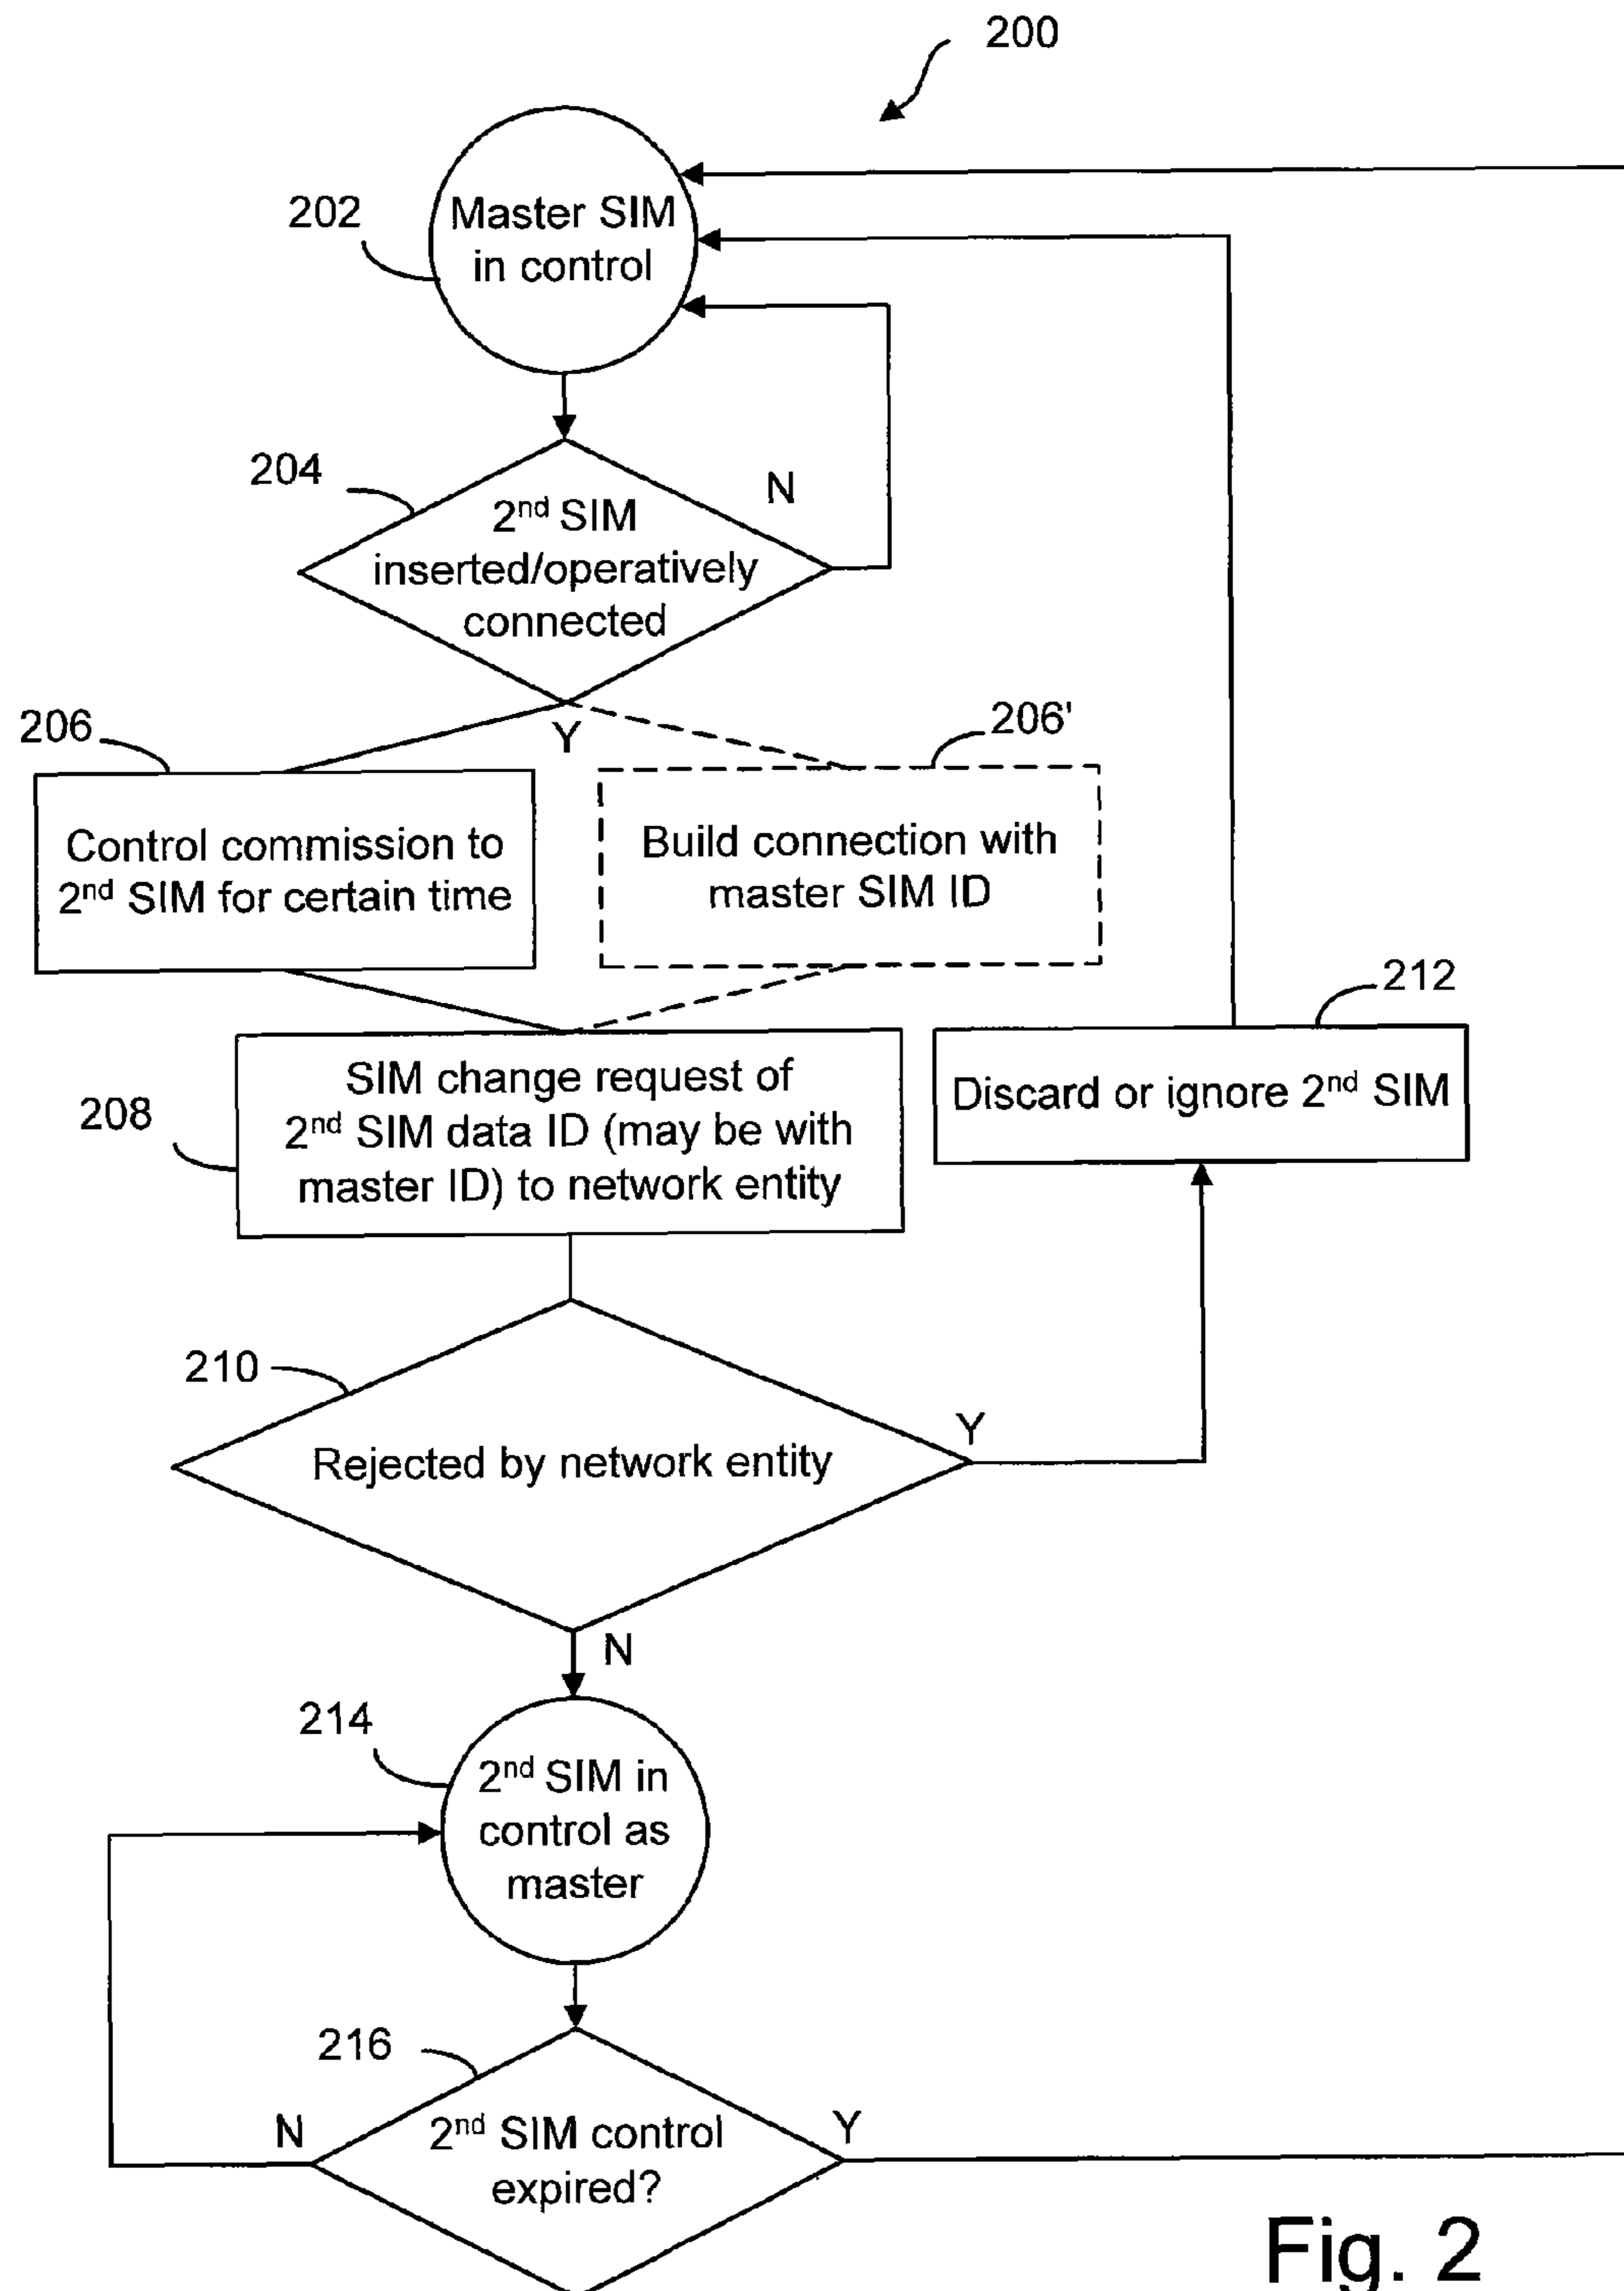 200
202
Master SIM
in control
204
N
2nd SIM
inserted/operatively
connected
206
Y
206'
Control commission to
2nd SIM for certain time
Build connection with
master SIM ID
212
208
SIM change request of
2nd SIM data ID (may be with
master ID) to network entity
Discard or ignore 2nd SIM
210
Y
Rejected by network entity
N
214
2nd SIM in
control as
master
216
N
2nd SIM control
expired?
Y
Fig. 2